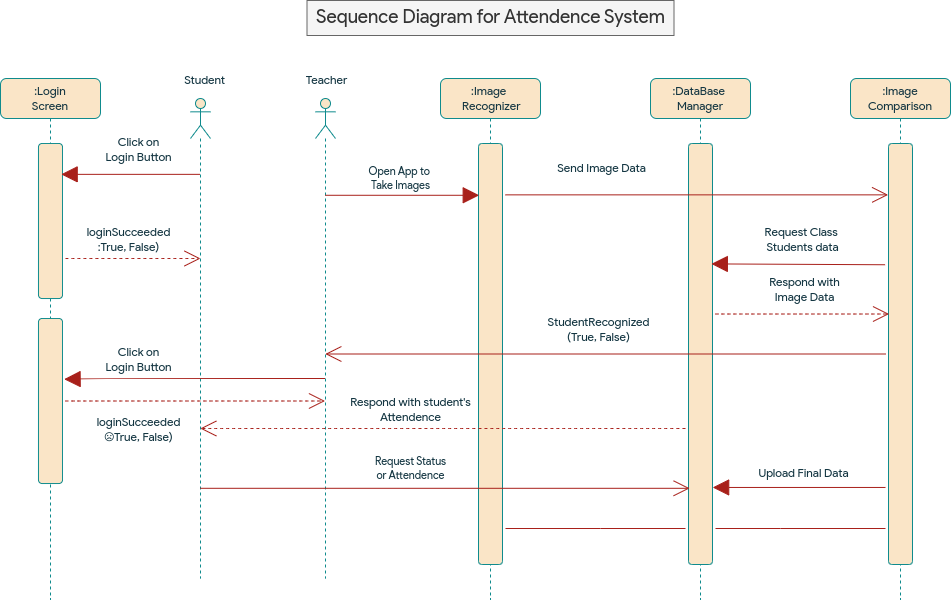 Sequence Diagram for Attendence System
Student
Teacher
:Login
Screen
:Image
Recognizer
:DataBase
Manager
:Image
Comparison
Click on
Login Button
Open App to
Take Images
Send Image Data
loginSucceeded
:True, False)
Request Class
Students data
Respond with
Image Data
StudentRecognized
(True, False)
Click on
Login Button
Respond with student's
Attendence
loginSucceeded
☹True, False)
Request Status
or Attendence
Upload Final Data